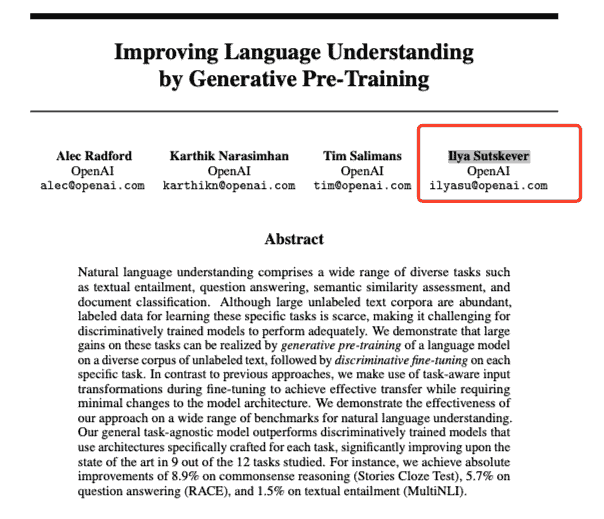 Improving Language Understanding
by Generative Pre-Training
Alec Radford
OpenAI
alec@openai.com
Karthik Narasimhan
OpenAI
karthikn@openai.com
Tim Salimans
OpenAI
tim@openai.com
Ilya Sutskever
OpenAI
ilyasu@openai.com
Abstract
Natural language understanding comprises a wide range of diverse tasks such
as textual entailment, question answering, semantic similarity assessment, and
document classification. Although large unlabeled text corpora are abundant,
labeled data for learning these specific tasks is scarce, making it challenging for
discriminatively trained models to perform adequately. We demonstrate that large
gains on these tasks can be realized by generative pre-training of a language model
on a diverse corpus of unlabeled text, followed by discriminative fine-tuning on each
specific task. In contrast to previous approaches, we make use of task-aware input
transformations during fine-tuning to achieve effective transfer while requiring
minimal changes to the model architecture. We demonstrate the effectiveness of
our approach on a wide range of benchmarks for natural language understanding.
Our general task-agnostic model outperforms discriminatively trained models that
use architectures specifically crafted for each task, significantly improving upon the
state of the art in 9 out of the 12 tasks studied. For instance, we achieve absolute
improvements of 8.9% on commonsense reasoning (Stories Cloze Test), 5.7% on
question answering (RACE), and 1.5% on textual entailment (MultiNLI).